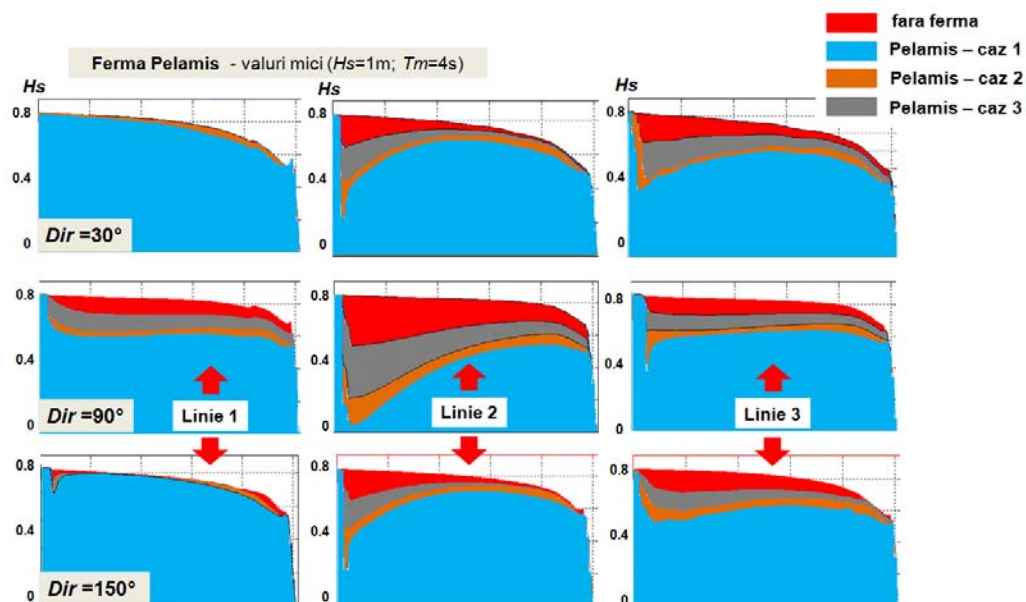 fara ferma
Pelamis – caz 1
Pelamis – caz 2
Pelamis – caz 3
Ferma Pelamis - valuri mici (Hs=1m; Tm=4s)
Hs
Hs
Hs
0.8
0.4
0
0.8
0.4
0
0.8
0.4
0
Dir =30°
0.8
0.4
0
0.8
0.4
0
0.8
0.4
0
Linie 1
Linie 2
Linie 3
Dir =90°
0.8
0.4
0
0.8
0.4
0
0.8
0.4
0
Dir =150°